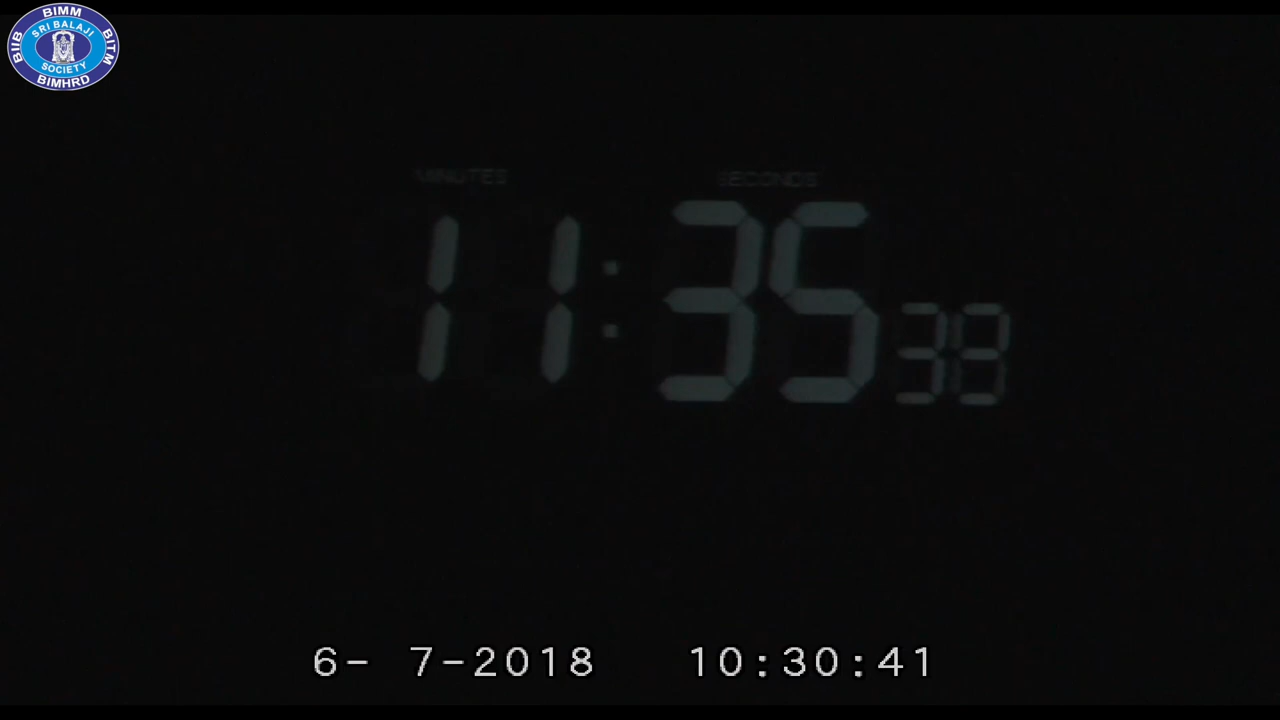 BIMM
SRI BALAJI
BIIB
BITM
SOCIETY
BIMHRD
MINUTES SECONDS
11:35
6- 7-2018 10:30:41